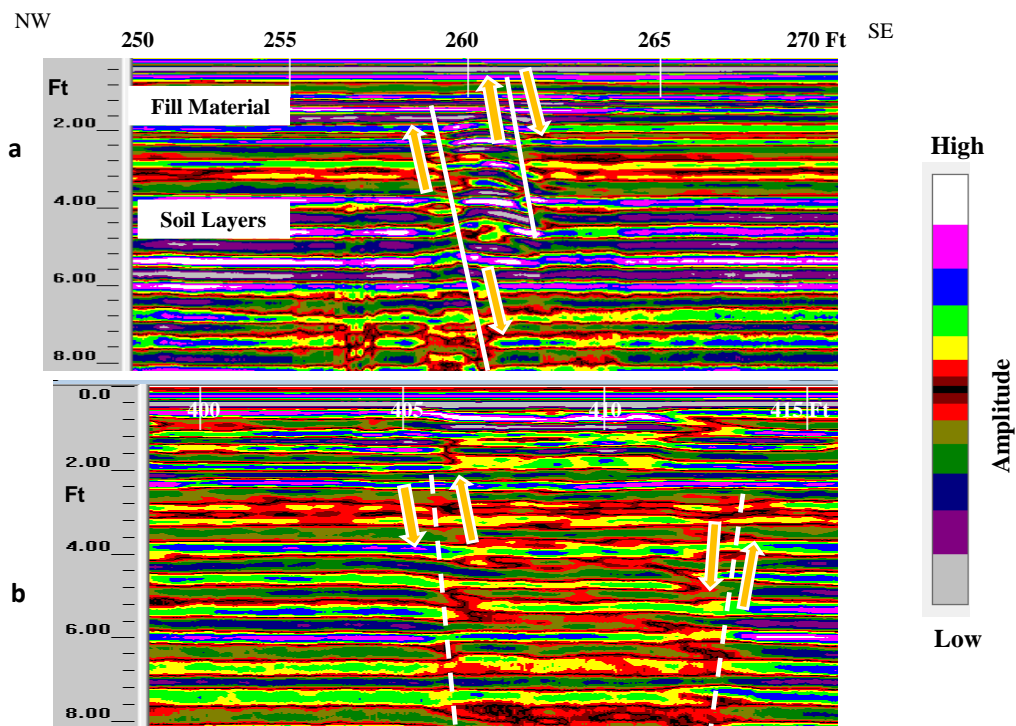 NW
SE
250 255 260 265 270 Ft
Ft
Fill Material
2.00
a
4.00
Soil Layers
6.00
8.00
High
Amplitude
Low
0.0
400 405 410 415 Ft
2.00
Ft
4.00
b
6.00
8.00